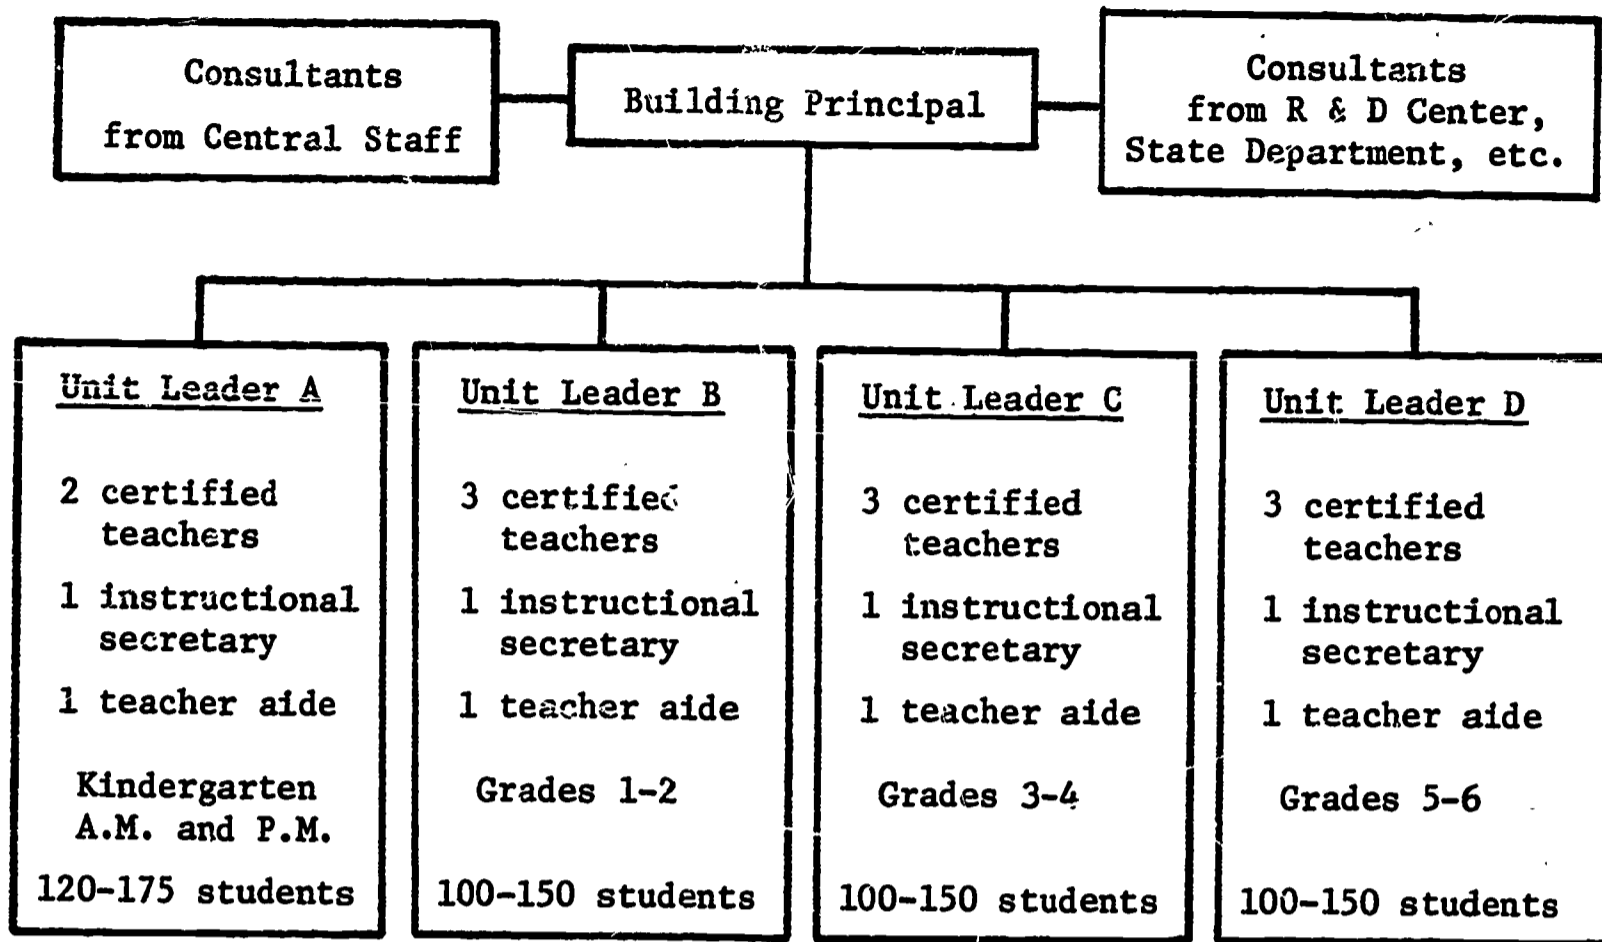 Consultants
from Central Staff
Building Principal
Consultants
from R & D Center,
State Department, etc.
Unit Leader A
2 certified
teachers
1 instructional
secretary
1 teacher aide
Kindergarten
A.M. and P.M.
120-175 students
Unit Leader B
3 certified
teachers
1 instructional
secretary
1 teacher aide
Grades 1-2
100-150 students
Unit Leader C
3 certified
teachers
1 instructional
secretary
1 teacher aide
Grades 3-4
100-150 students
Unit Leader D
3 certified
teachers
1 instructional
secretary
1 teacher aide
Grades 5-6
100-150 students